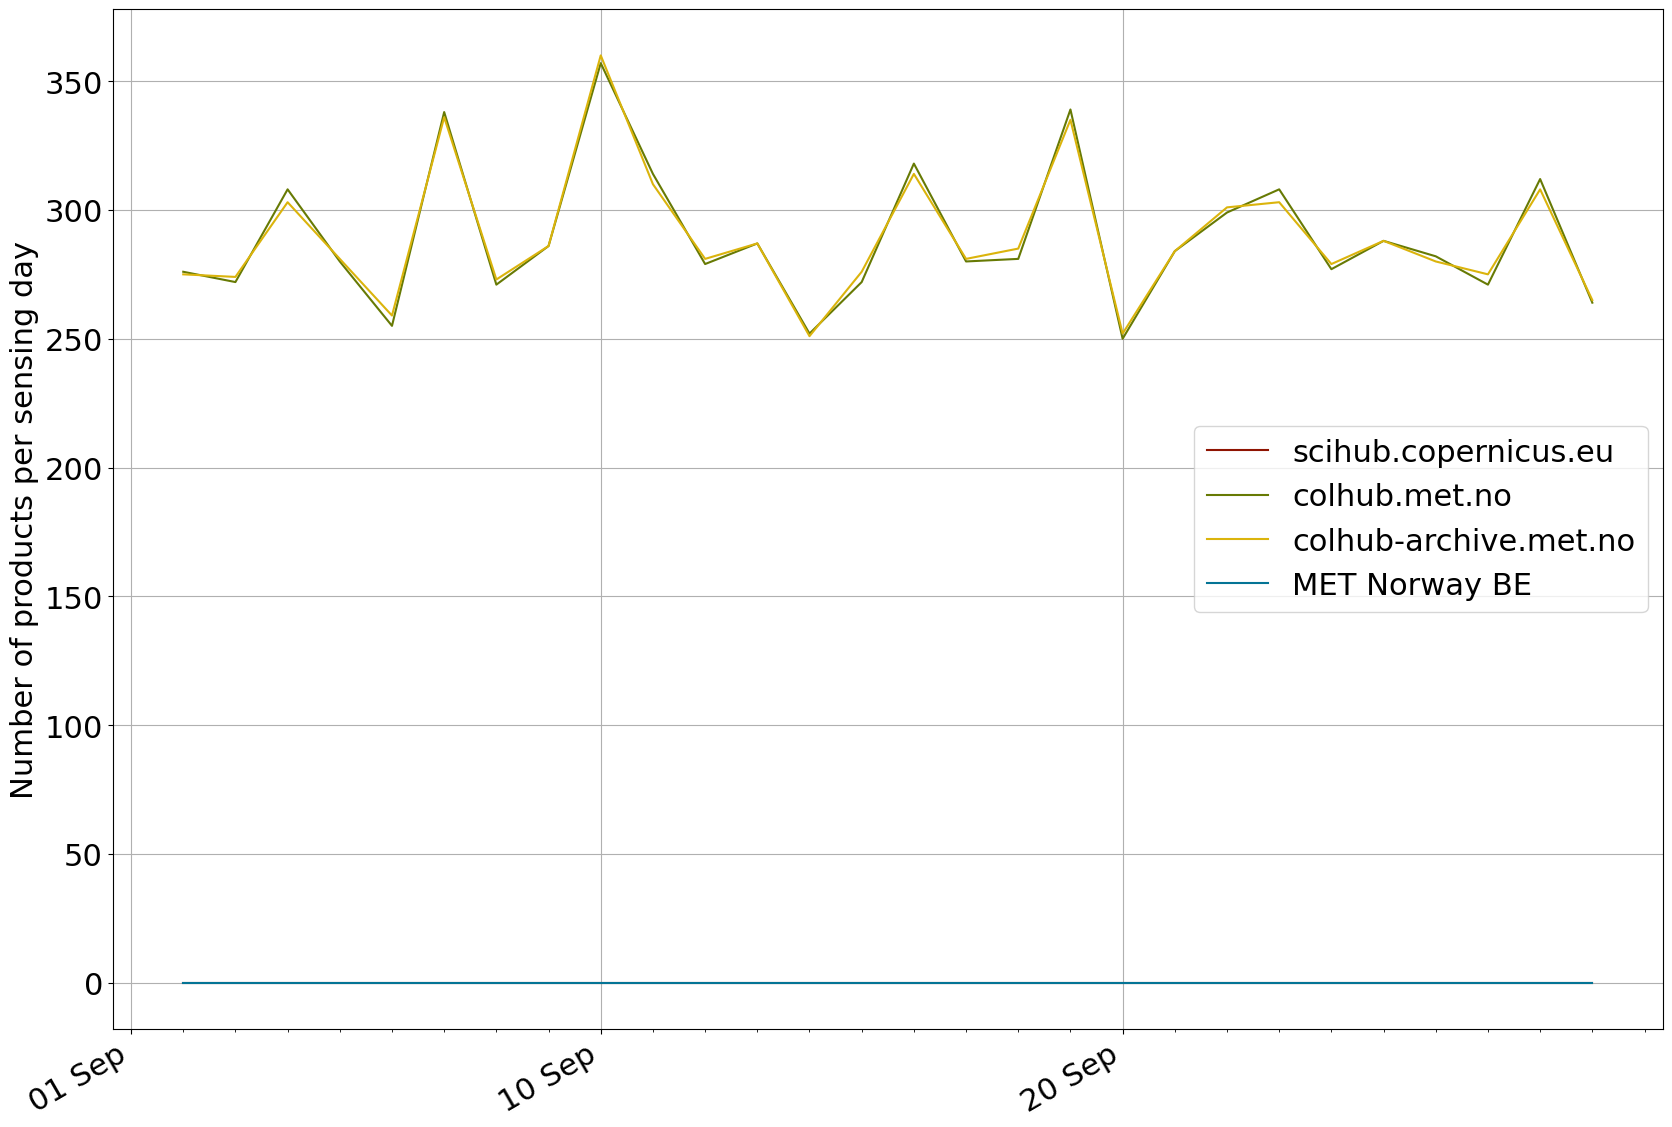 Number of products per sensing day
350
300
250
200
150
100
50
0
scihub.copernicus.eu
colhub.met.no
colhub-archive.met.no
MET Norway BE
01 Sep
10 Sep
20 Sep